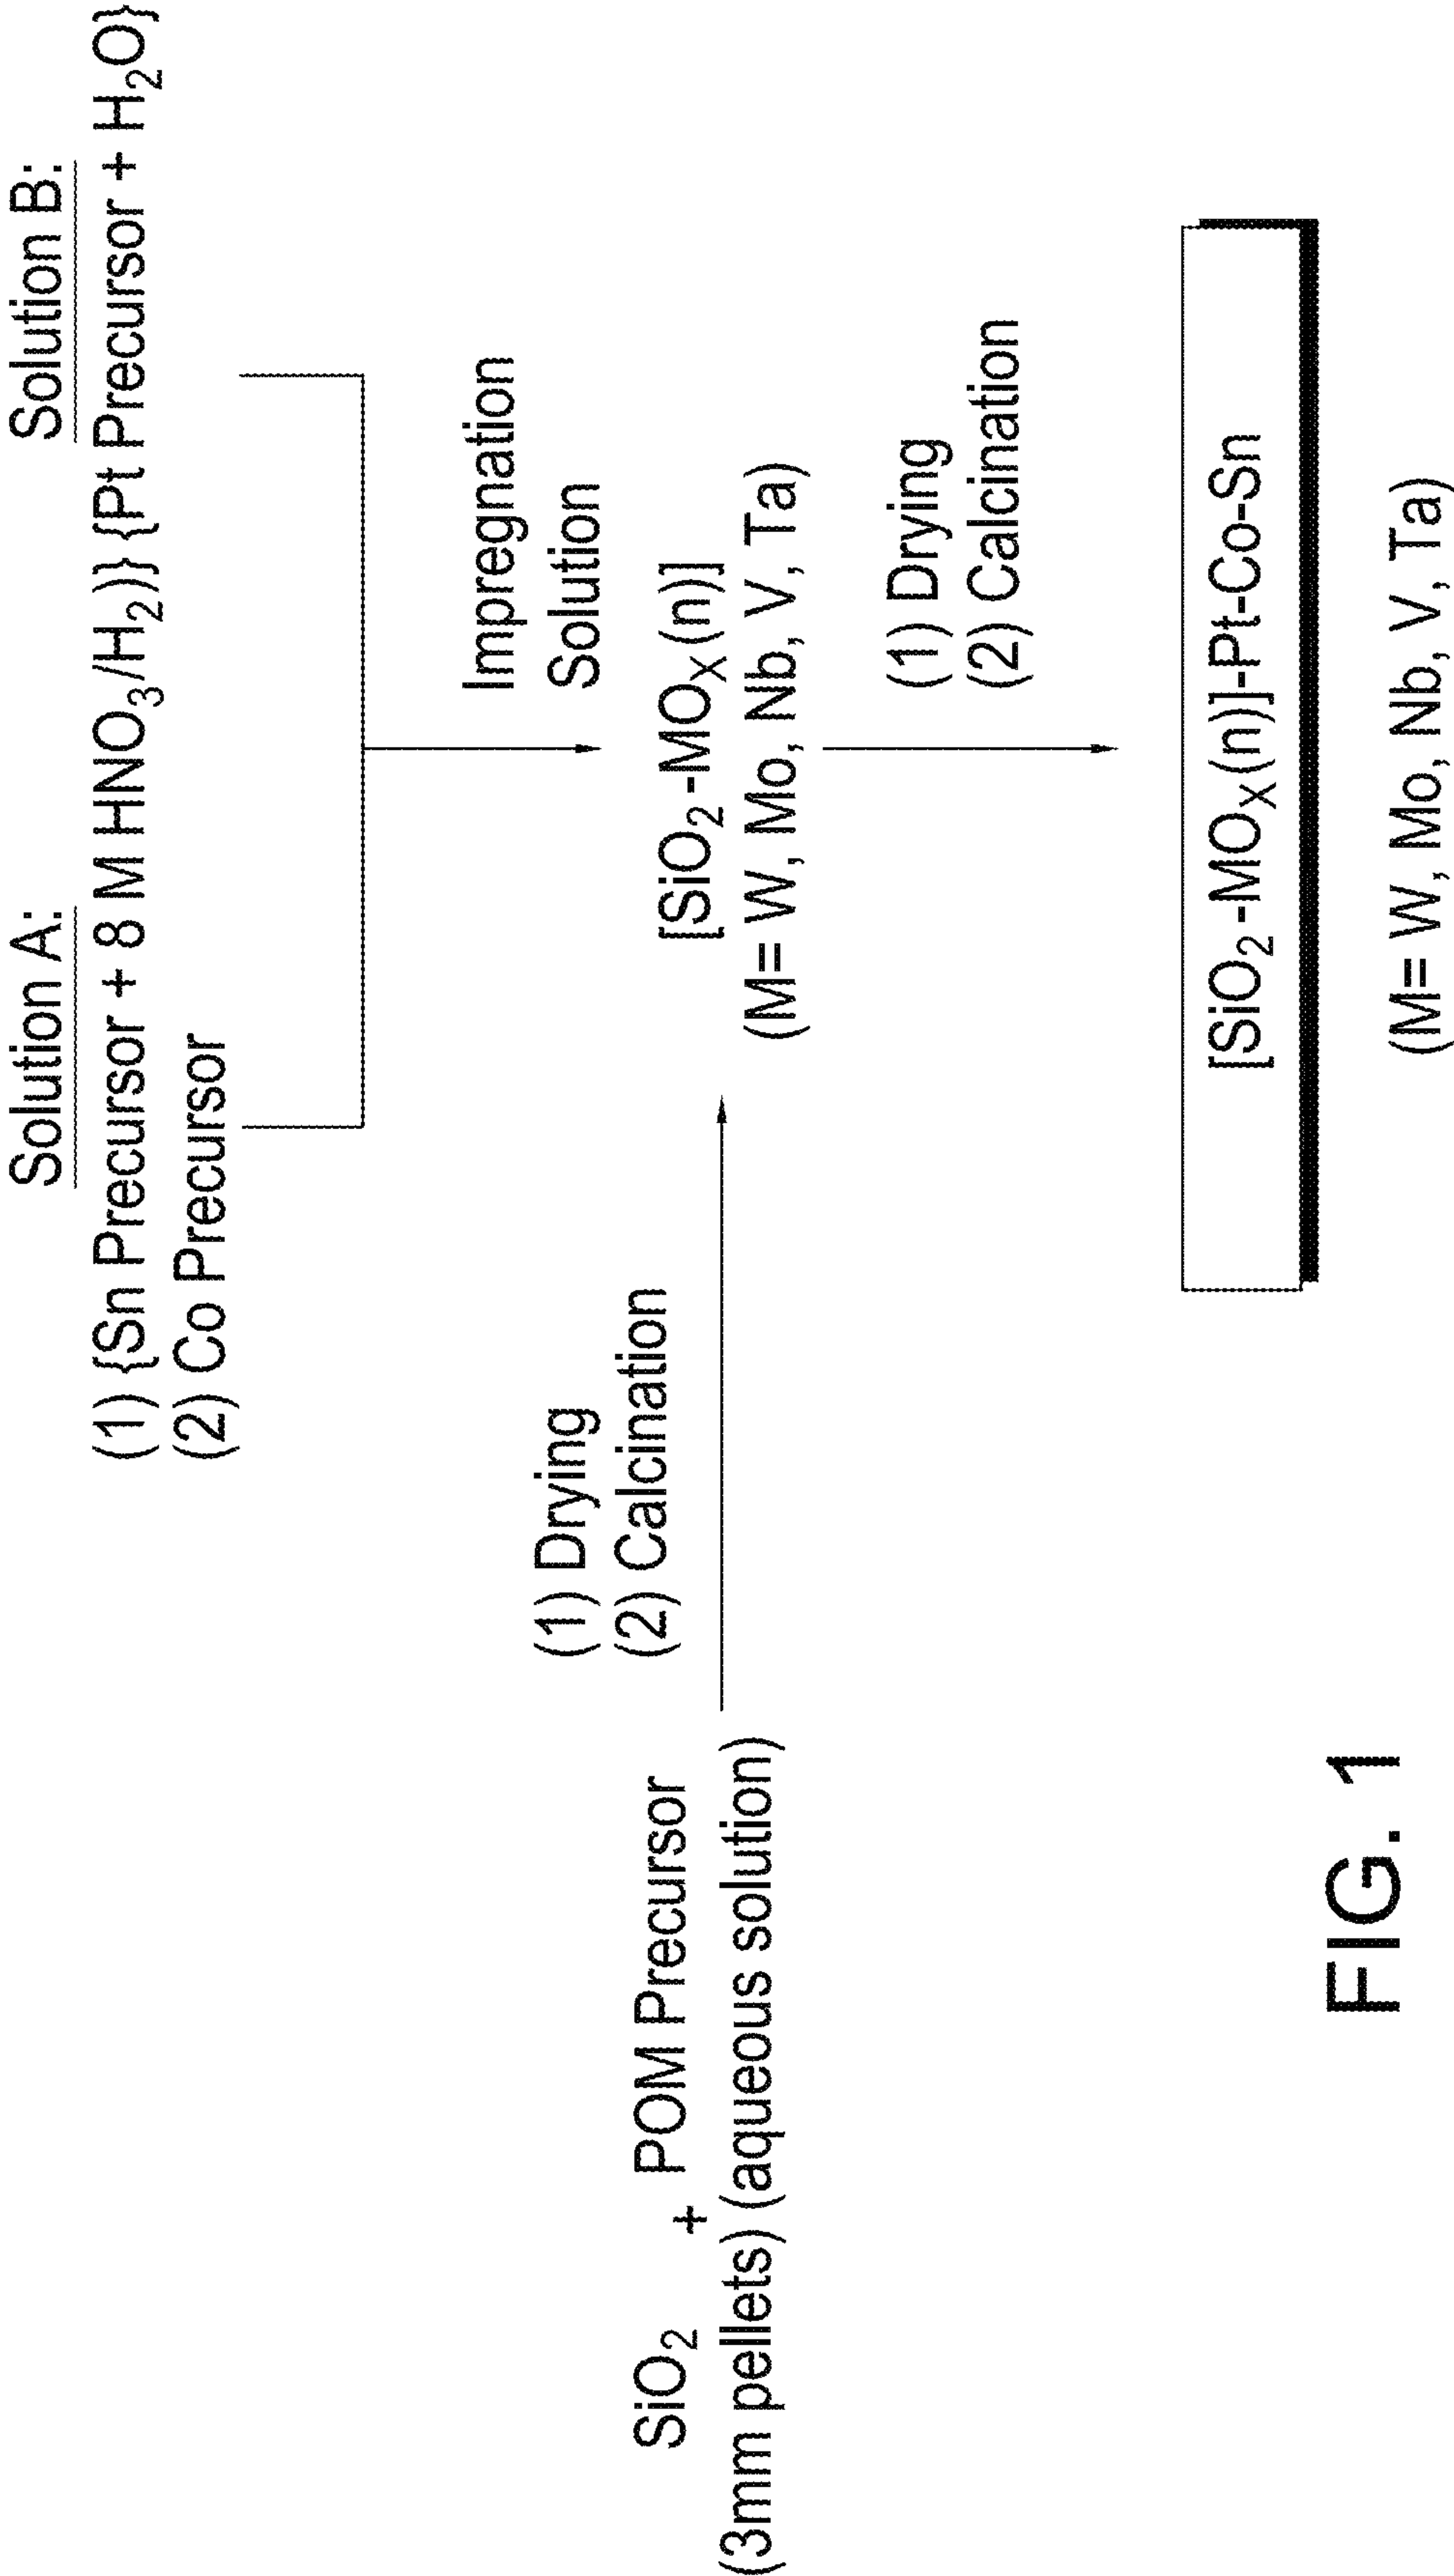 Solution A:
Solution B:
(1) {Sn Precursor + 8 M HNO3/H2)} {Pt Precursor + H2O}
(2) Co Precursor
Impregnation
Solution
(1) Drying
(2) Calcination
SiO2 + POM Precursor
(3mm pellets) (aqueous solution)
[SiO2-MOX(n)]
(M= W, Mo, Nb, V, Ta)
(1) Drying
(2) Calcination
[SiO2-MOX(n)]-Pt-Co-Sn
(M= W, Mo, Nb, V, Ta)
FIG. 1